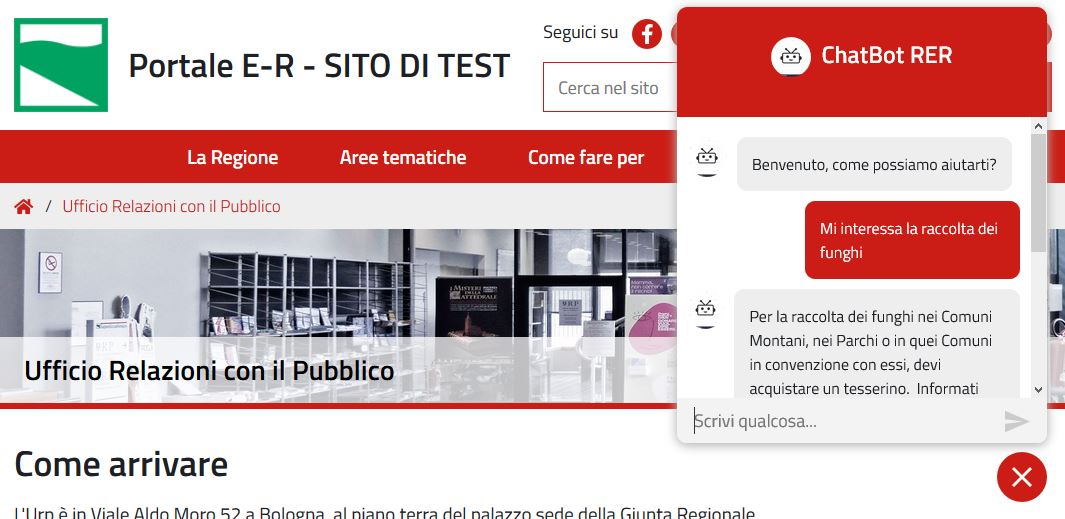 Portale E-R - SITO DI TEST
Seguici su
Cerca nel sito
La Regione
Aree tematiche
Come fare per
/ Ufficio Relazioni con il Pubblico
I MISTERI
DELLA
CATTEDRALE
URP
Ufficio Relazioni con il Pubblico
Come arrivare
L'Urp è in Viale Aldo Moro 52 a Bologna, al piano terra del palazzo sede della Giunta Regionale
ChatBot RER
Benvenuto, come possiamo aiutarti?
Mi interessa la raccolta dei
funghi
Per la raccolta dei funghi nei Comuni
Montani, nei Parchi o in quei Comuni
in convenzione con essi, devi
acquistare un tesserino. Informati
Scrivi qualcosa...